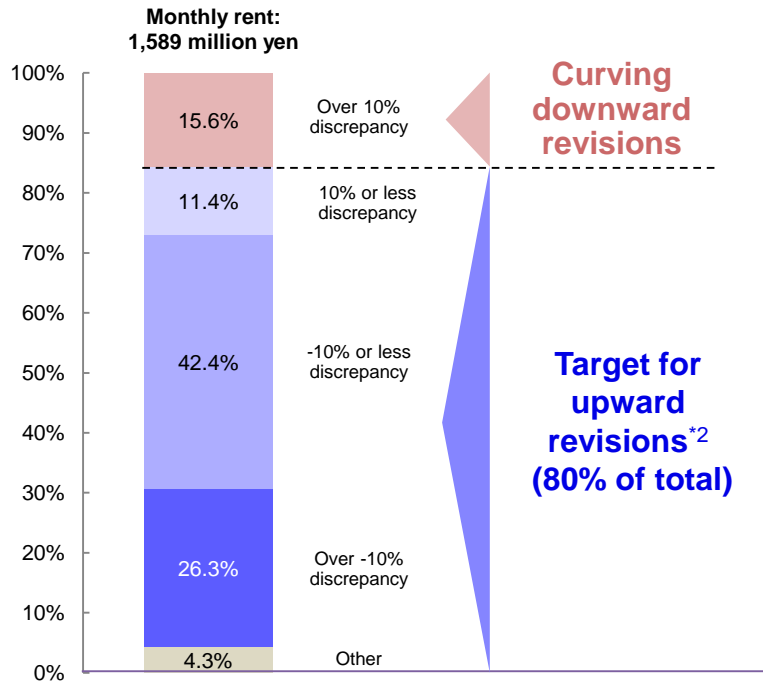 Monthly rent:
1,589 million yen
100%
90%
80%
70%
60%
50%
40%
30%
20%
10%
0%
15.6%
11.4%
42.4%
26.3%
4.3%
Over 10%
discrepancy
10% or less
discrepancy
-10% or less
discrepancy
Over -10%
discrepancy
Other
Curving
downward
revisions
Target for
upward
revisions*2
(80% of total)